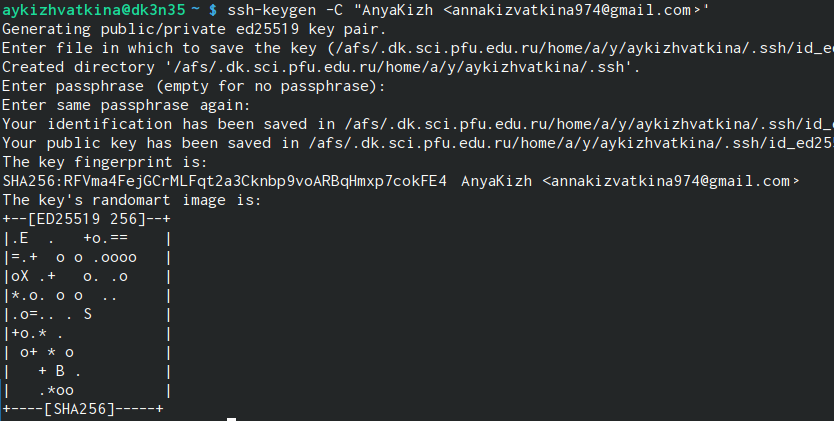 aykizhvatkina@dk3n35 ~ $ ssh-keygen -C "AnyaKizh <annakizvatkina974@gmail.com>"
Generating public/private ed25519 key pair.
Enter file in which to save the key (/afs/.dk.sci.pfu.edu.ru/home/a/y/aykizhvatkina/.ssh/id_ed
Created directory '/afs/.dk.sci.pfu.edu.ru/home/a/y/aykizhvatkina/.ssh'.
Enter passphrase (empty for no passphrase):
Enter same passphrase again:
Your identification has been saved in /afs/.dk.sci.pfu.edu.ru/home/a/y/aykizhvatkina/.ssh/id_
Your public key has been saved in /afs/.dk.sci.pfu.edu.ru/home/a/y/aykizhvatkina/.ssh/id_ed25
The key fingerprint is:
SHA256:RFVma4FejGCrMLFqt2a3Cknbp9voARBqHmxp7cokFE4 AnyaKizh <annakizvatkina974@gmail.com>
The key's randomart image is:
+--[ED25519 256]--+
|.E  .   +o.==    |
|=.+  o o .oooo   |
|oX .+   o. .o    |
|*.o. o o  ..     |
|.o=.. . S        |
|+o.* .           |
| o+ * o          |
|   + B .         |
|   .*oo          |
+----[SHA256]-----+